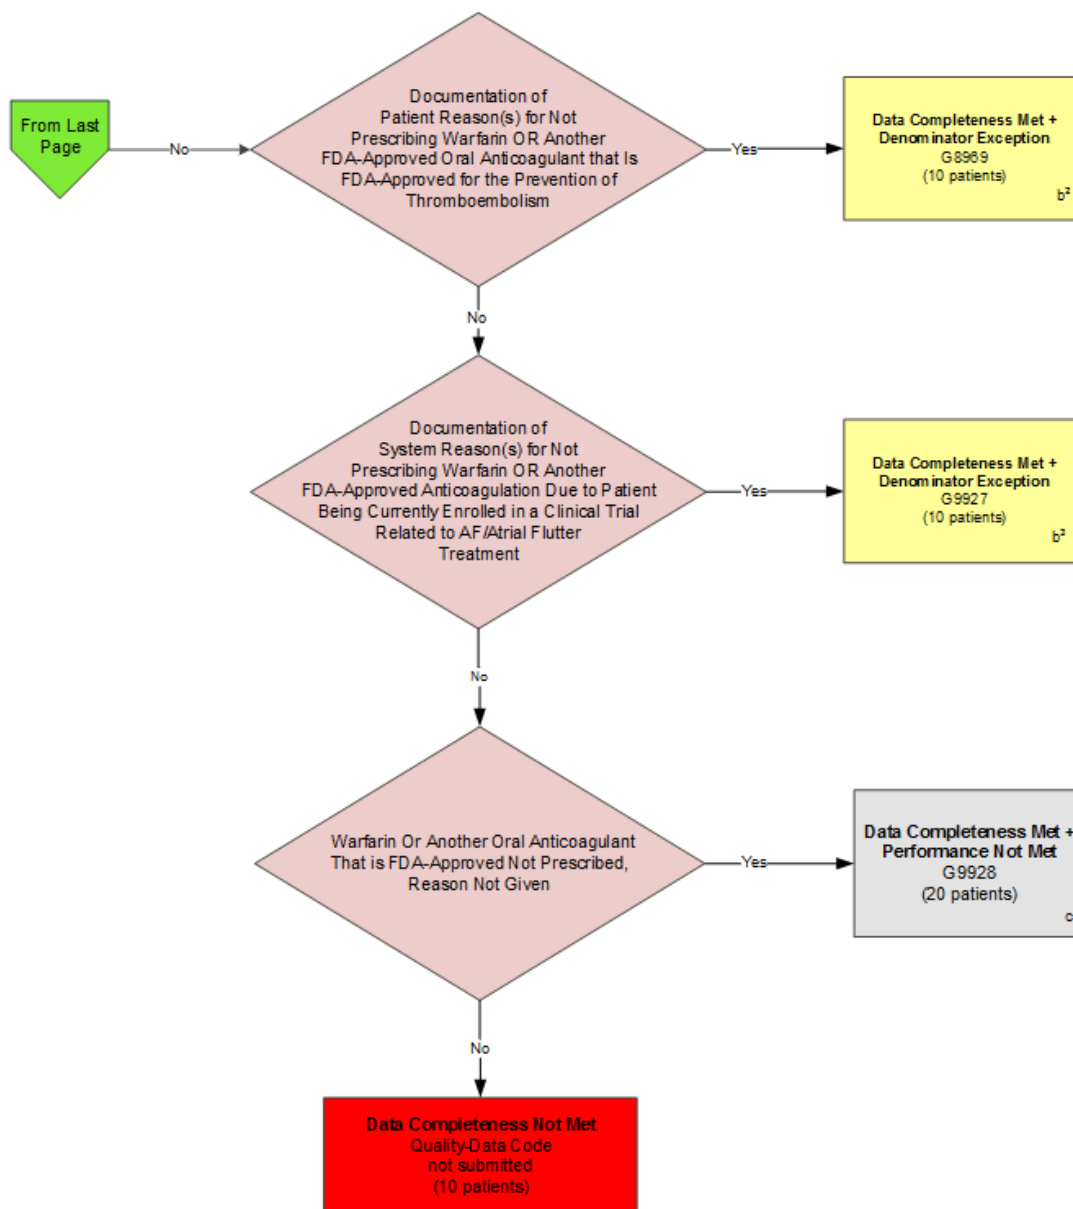 From Last
Page
No
Documentation of
Patient Reason(s) for Not
Prescribing Warfarin OR Another
FDA-Approved Oral Anticoagulant that Is
FDA-Approved for the Prevention of
Thromboembolism
Yes
Data Completeness Met +
Denominator Exception
G8969
(10 patients)
b²
No
Documentation of
System Reason(s) for Not
Prescribing Warfarin OR Another
FDA-Approved Anticoagulation Due to Patient
Being Currently Enrolled in a Clinical Trial
Related to AF/Atrial Flutter
Treatment
Yes
Data Completeness Met +
Denominator Exception
G9927
(10 patients)
b²
No
Warfarin Or Another Oral Anticoagulant
That is FDA-Approved Not Prescribed,
Reason Not Given
Yes
Data Completeness Met +
Performance Not Met
G9928
(20 patients)
c
No
Data Completeness Not Met
Quality-Data Code
not submitted
(10 patients)